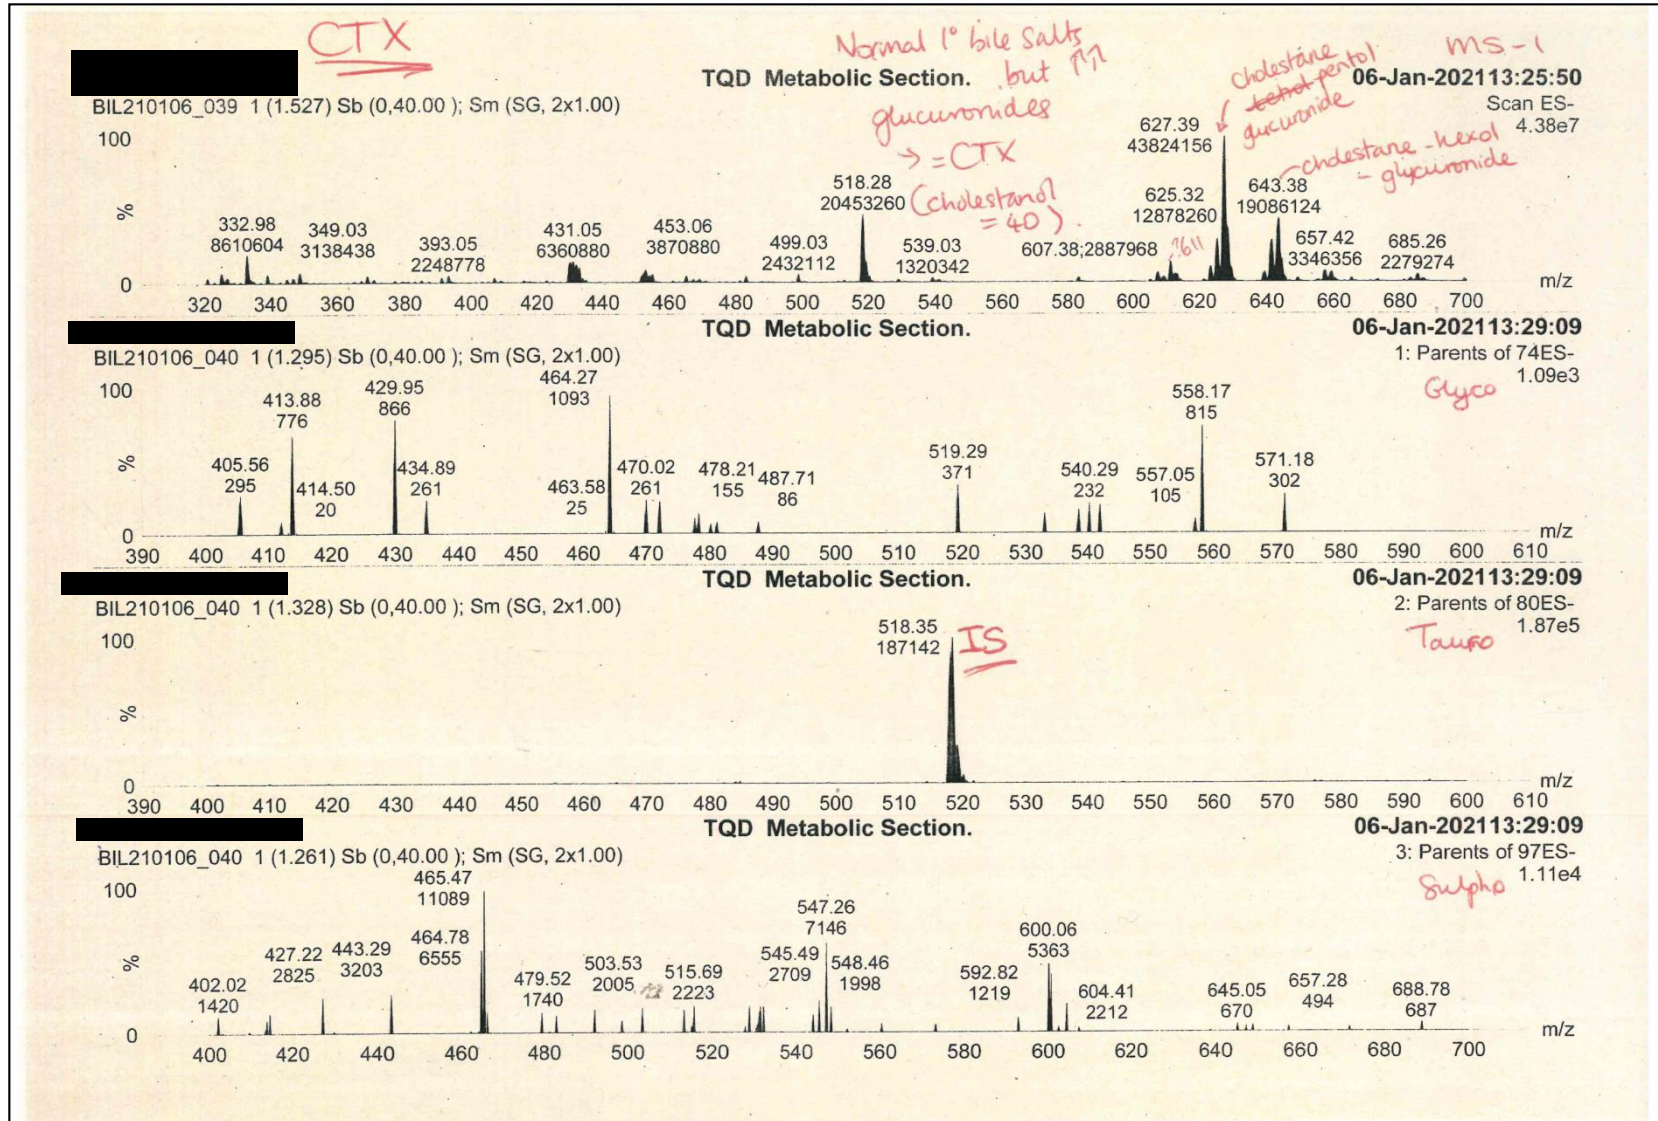 CTX
Normal 1° bile salts
but ↑↑
glucuronides
→ = CTX
(cholestanol
= 40)
cholestane
tetrol pentol
gucuronide
cholestane-hexol
- glycuronide
MS-1
TQD Metabolic Section.
06-Jan-202113:25:50
BIL210106_039 1 (1.527) Sb (0,40.00 ); Sm (SG, 2x1.00)
Scan ES-
4.38e7
100
%
0
332.98
8610604
349.03
3138438
393.05
2248778
431.05
6360880
453.06
3870880
499.03
2432112
518.28
20453260
539.03
1320342
607.38;2887968
?611
625.32
12878260
627.39
43824156
643.38
19086124
657.42
3346356
685.26
2279274
m/z
320 340 360 380 400 420 440 460 480 500 520 540 560 580 600 620 640 660 680 700
TQD Metabolic Section.
06-Jan-202113:29:09
BIL210106_040 1 (1.295) Sb (0,40.00 ); Sm (SG, 2x1.00)
1: Parents of 74ES-
1.09e3
Glyco
100
%
0
405.56
295
413.88
776
414.50
20
429.95
866
434.89
261
463.58
25
464.27
1093
470.02
261
478.21
155
487.71
86
519.29
371
540.29
232
557.05
105
558.17
815
571.18
302
m/z
390 400 410 420 430 440 450 460 470 480 490 500 510 520 530 540 550 560 570 580 590 600 610
TQD Metabolic Section.
06-Jan-202113:29:09
BIL210106_040 1 (1.328) Sb (0,40.00 ); Sm (SG, 2x1.00)
2: Parents of 80ES-
1.87e5
Tauro
100
%
0
518.35
187142
IS
m/z
390 400 410 420 430 440 450 460 470 480 490 500 510 520 530 540 550 560 570 580 590 600 610
TQD Metabolic Section.
06-Jan-202113:29:09
BIL210106_040 1 (1.261) Sb (0,40.00 ); Sm (SG, 2x1.00)
3: Parents of 97ES-
1.11e4
Sulpho
100
%
0
402.02
1420
427.22
2825
443.29
3203
464.78
6555
465.47
11089
479.52
1740
503.53
2005
515.69
2223
545.49
2709
547.26
7146
548.46
1998
592.82
1219
600.06
5363
604.41
2212
645.05
670
657.28
494
688.78
687
m/z
400 420 440 460 480 500 520 540 560 580 600 620 640 660 680 700